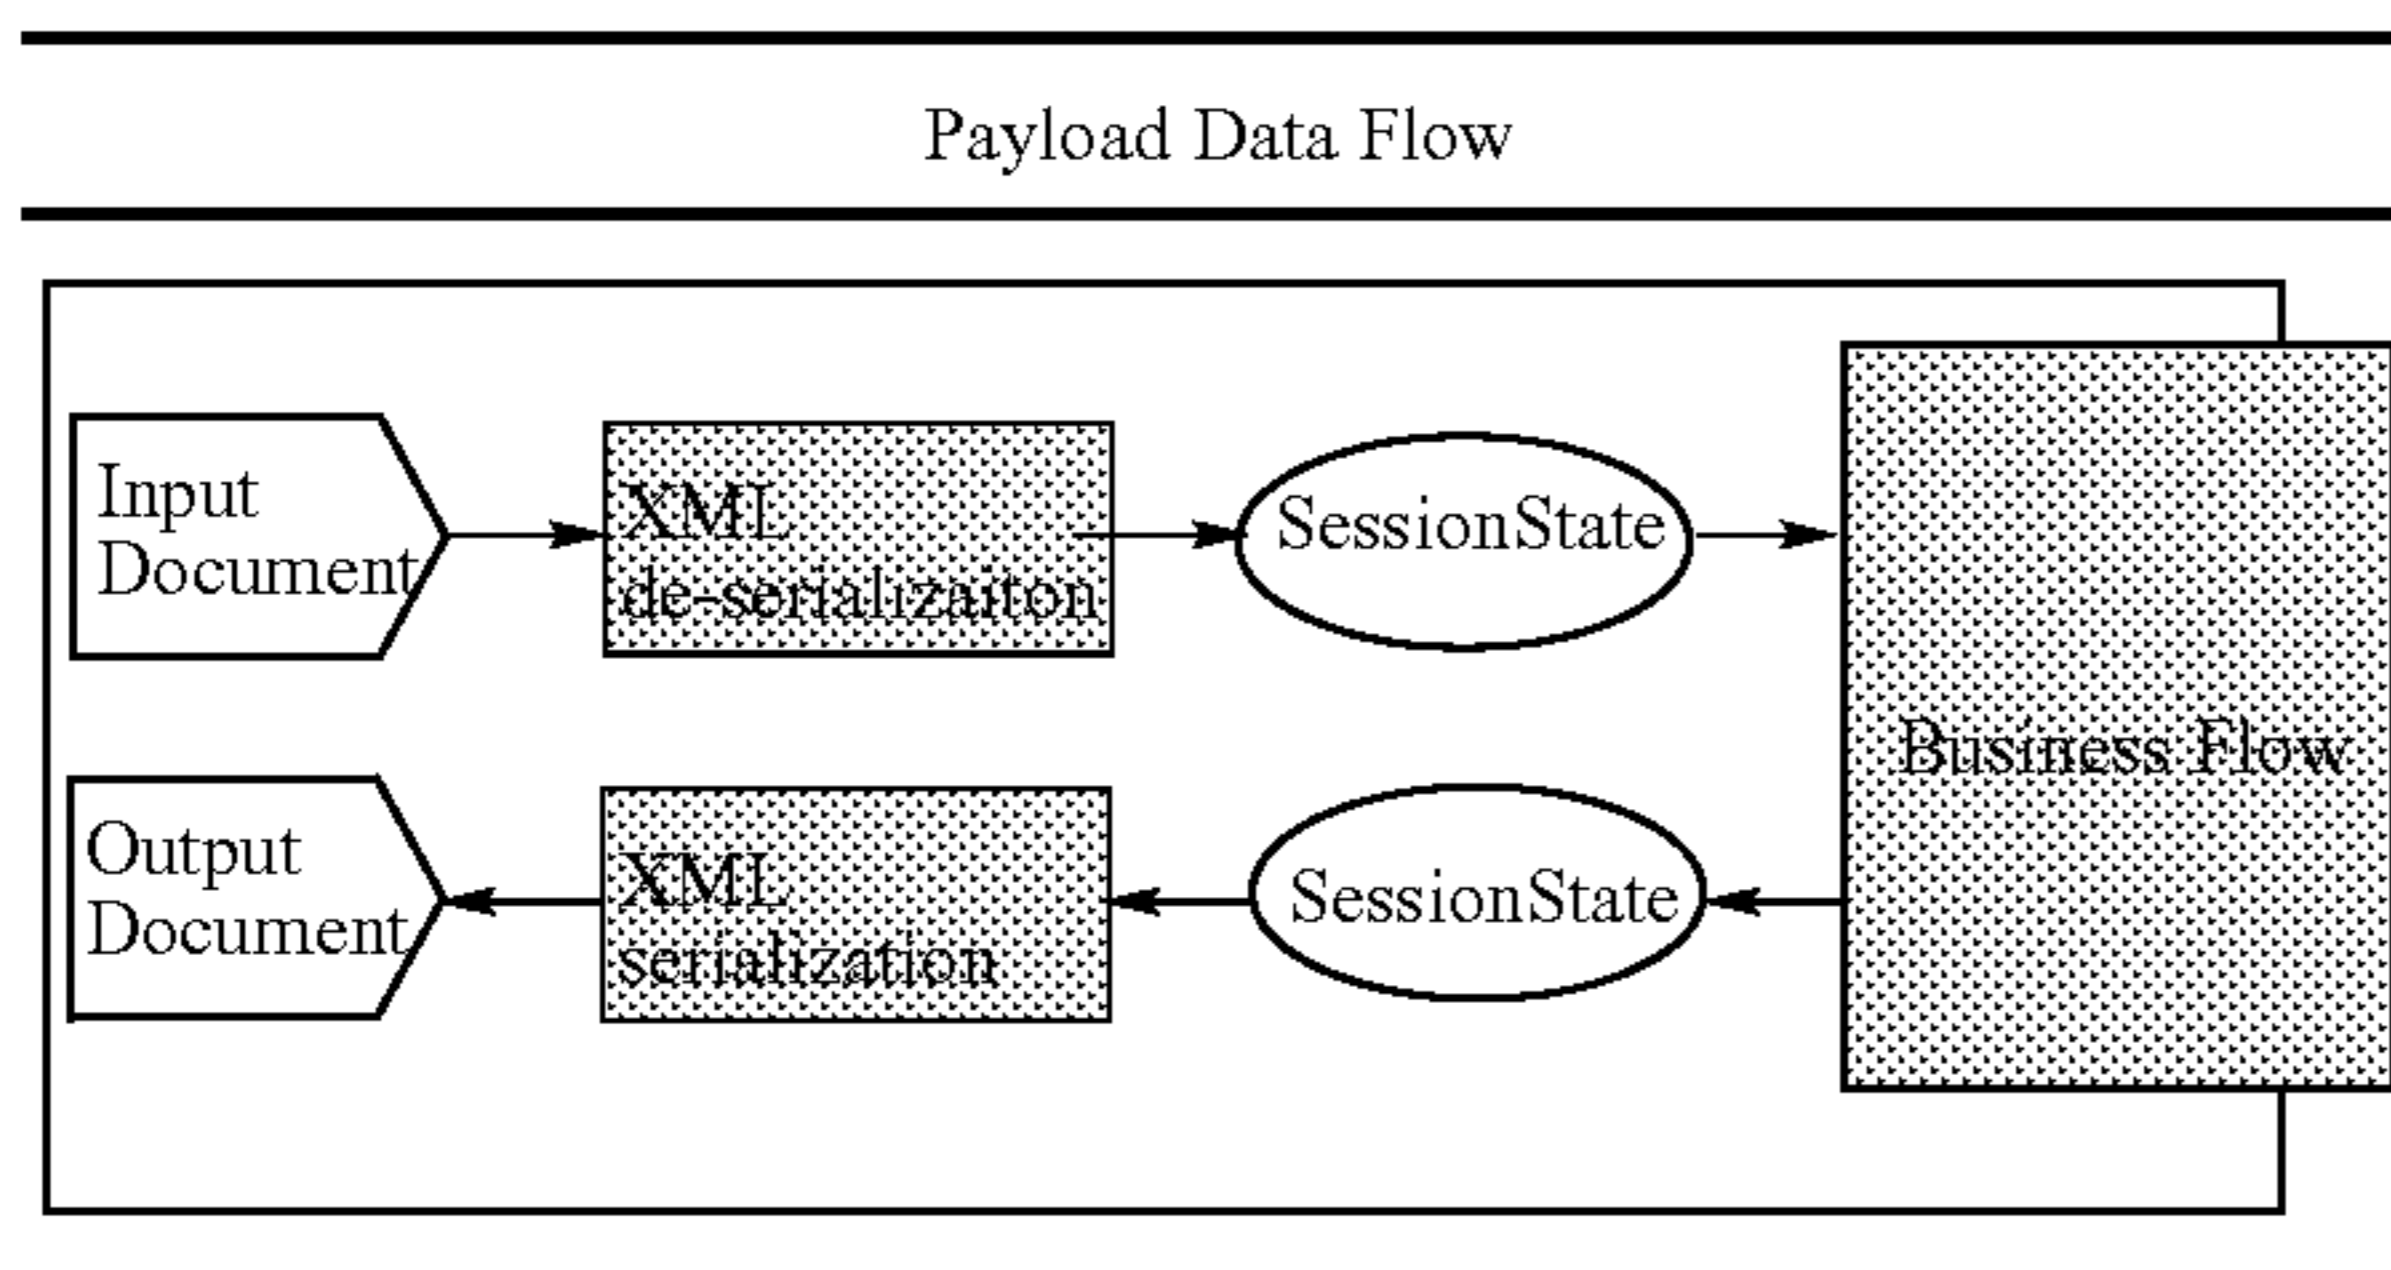 Payload Data Flow
Input
Document
XML
de-serializaiton
SessionState
Business Flow
Output
Document
XML
serialization
SessionState